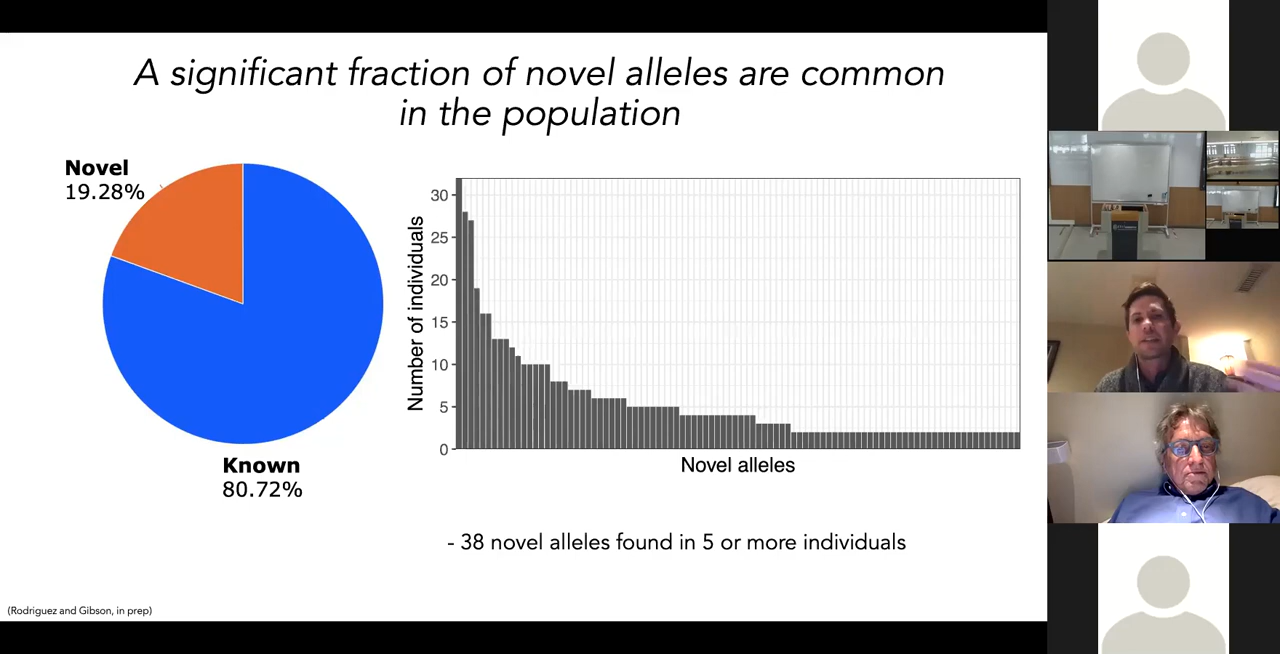 A significant fraction of novel alleles are common
in the population
Novel
19.28%
Known
80.72%
Number of individuals
30
25
20
15
10
5
0
Novel alleles
- 38 novel alleles found in 5 or more individuals
(Rodriguez and Gibson, in prep)